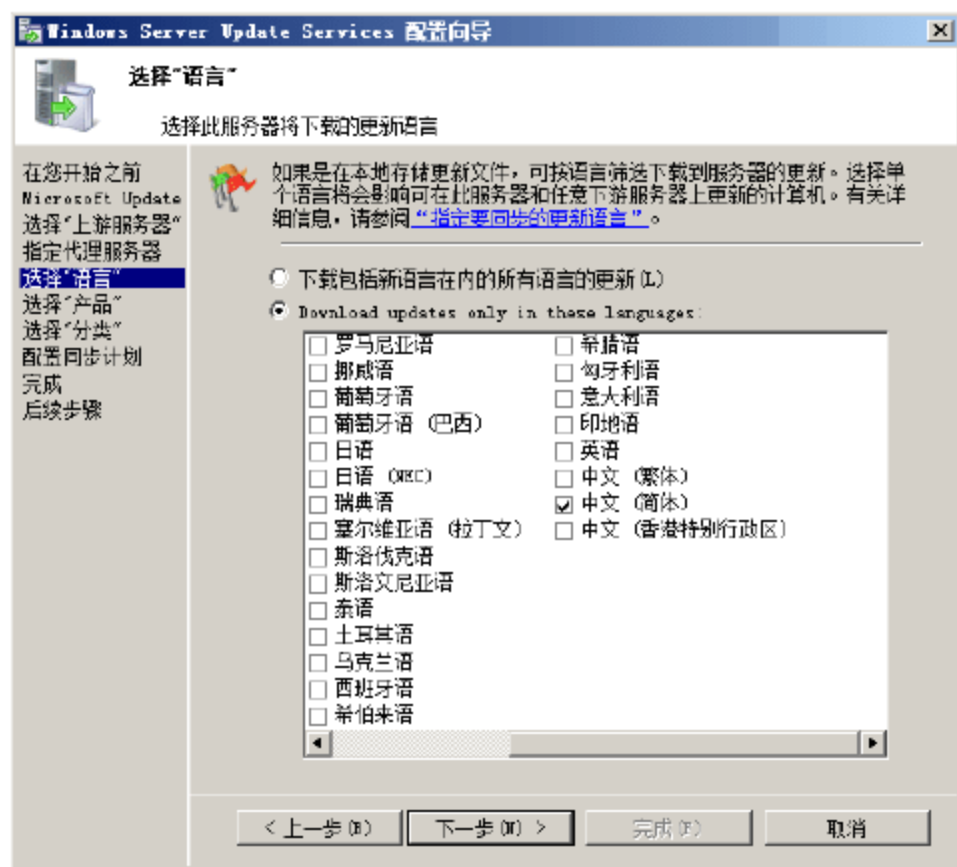 Windows Server Update Services 配置向导
选择"语言"
选择此服务器将下载的更新语言
在您开始之前
Microsoft Update
选择"上游服务器"
指定代理服务器
选择"语言"
选择"产品"
选择"分类"
配置同步计划
完成
后续步骤
如果是在本地存储更新文件，可按语言筛选下载到服务器的更新。选择单
个语言将会影响可在此服务器和任意下游服务器上更新的计算机。有关详
细信息，请参阅“指定要同步的更新语言”。
下载包括新语言在内的所有语言的更新(L)
Download updates only in these languages:
罗马尼亚语
挪威语
葡萄牙语
葡萄牙语 (巴西)
日语
日语 (NEC)
瑞典语
塞尔维亚语 (拉丁文)
斯洛伐克语
斯洛文尼亚语
泰语
土耳其语
乌克兰语
西班牙语
希伯来语
希腊语
匈牙利语
意大利语
印地语
英语
中文 (繁体)
中文 (简体)
中文 (香港特别行政区)
< 上一步(B)
下一步(N) >
完成(F)
取消